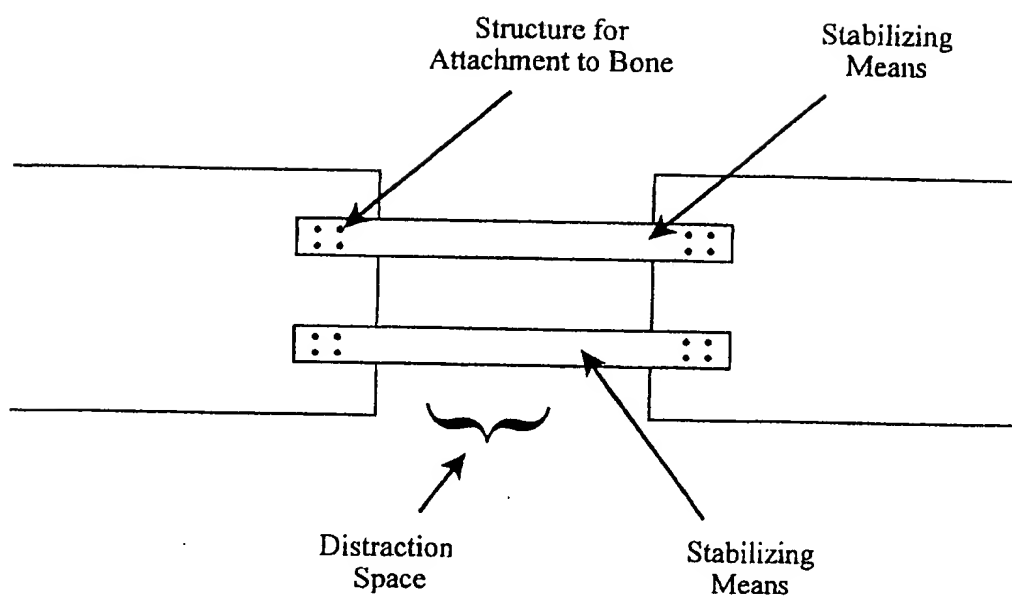 Structure for
Attachment to Bone
Stabilizing
Means
Distraction
Space
Stabilizing
Means